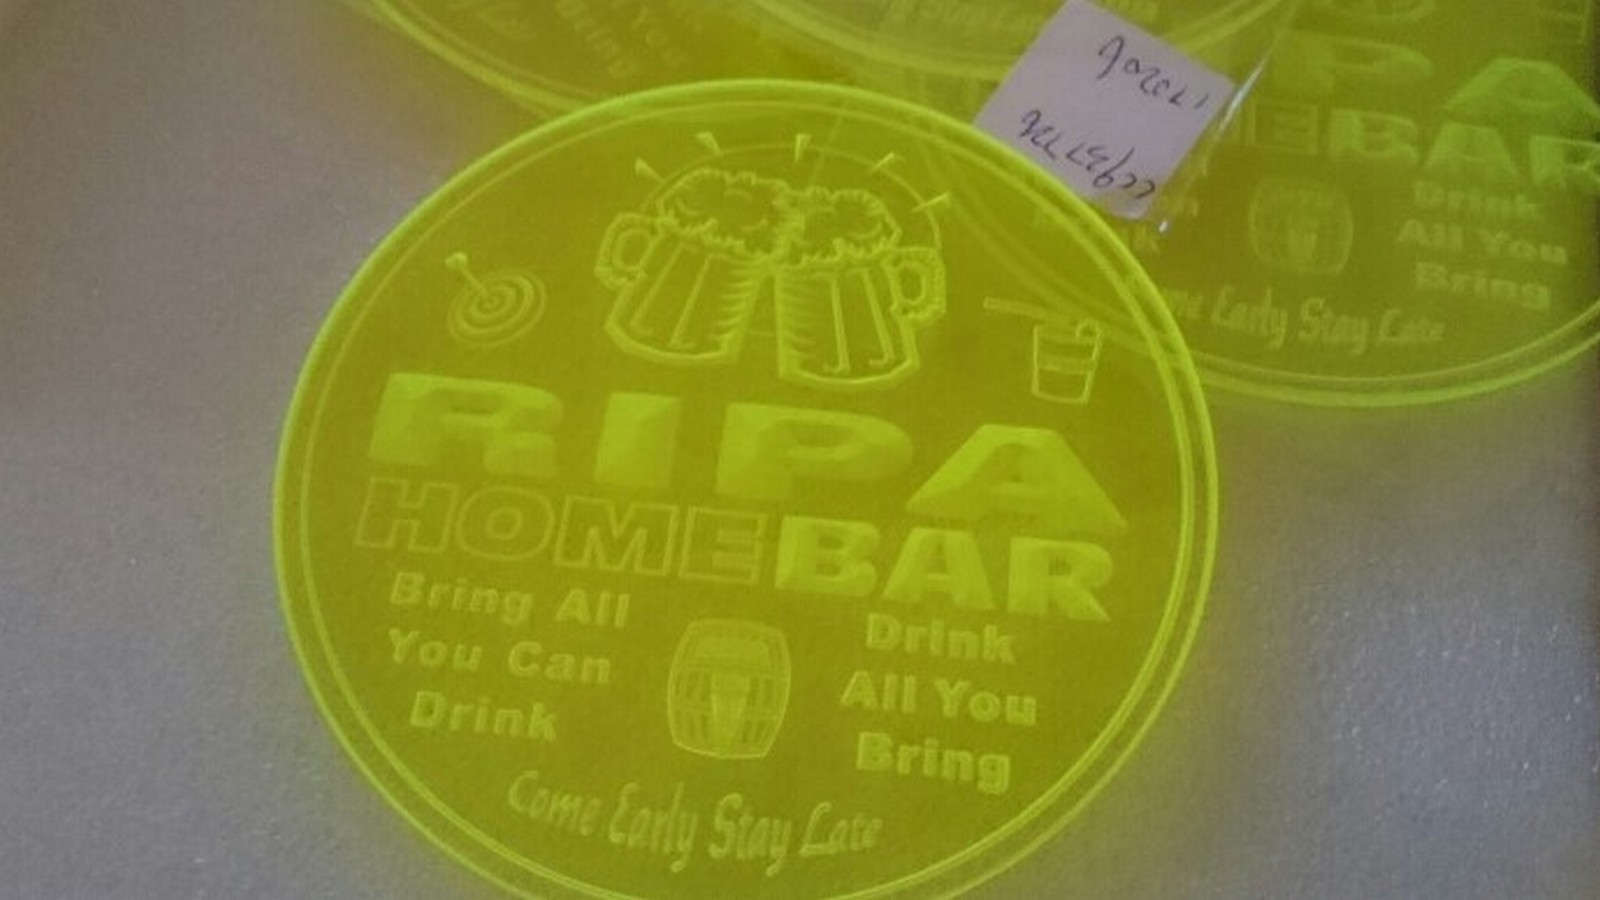 RIPA
HOMEBAR
Bring All
You Can
Drink
Drink
All You
Bring
Come Early Stay Late
PA
BAR
Drink
All You
Bring
Early Stay Late